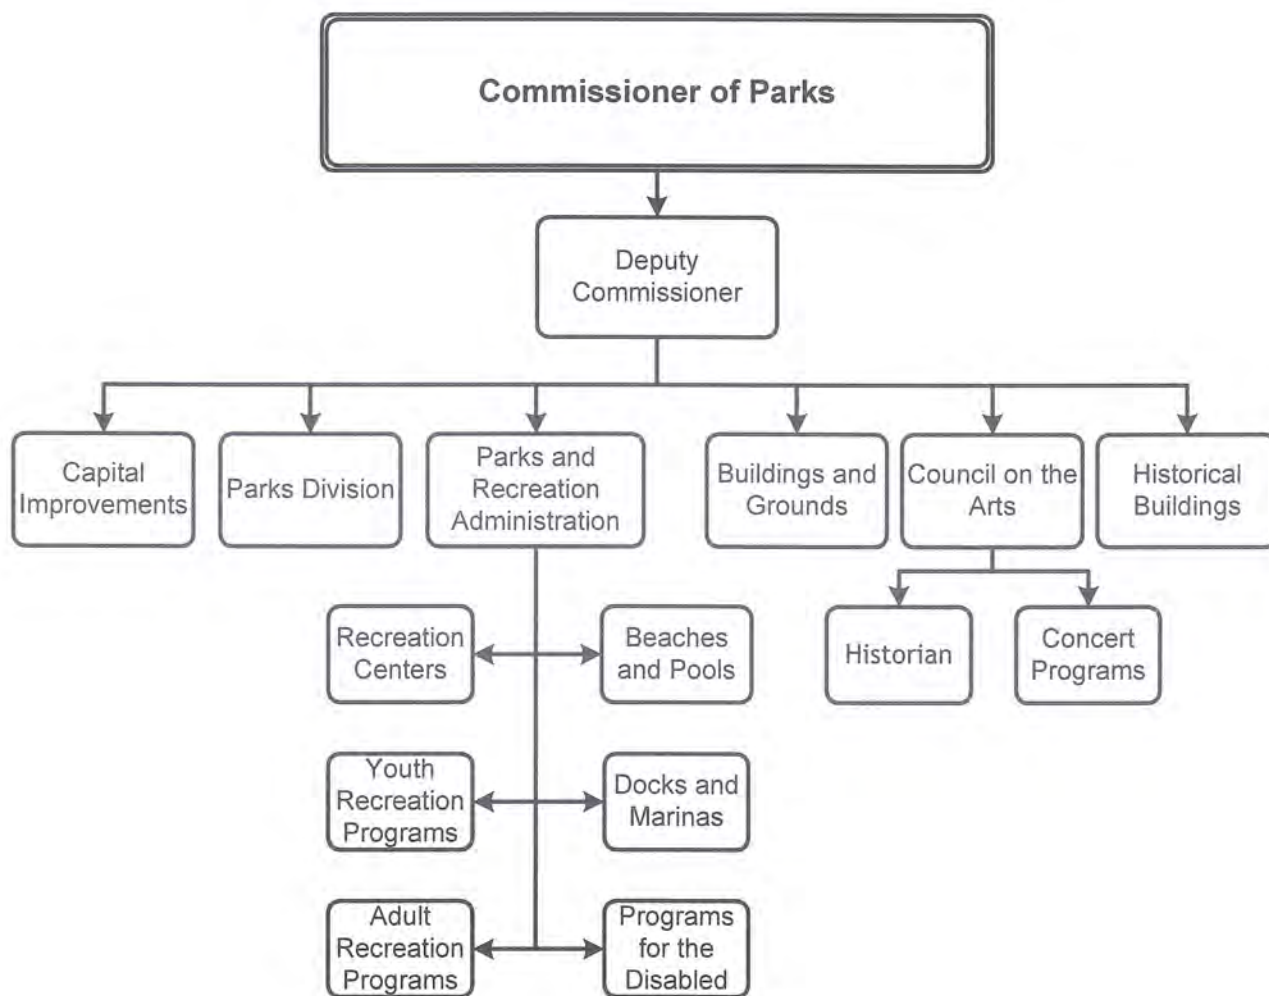 Commissioner of Parks
Deputy
Commissioner
Capital
Improvements
Parks Division
Parks and
Recreation
Administration
Buildings and
Grounds
Council on the
Arts
Historical
Buildings
Recreation
Centers
Beaches
and Pools
Historian
Concert
Programs
Youth
Recreation
Programs
Docks and
Marinas
Adult
Recreation
Programs
Programs
for the
Disabled